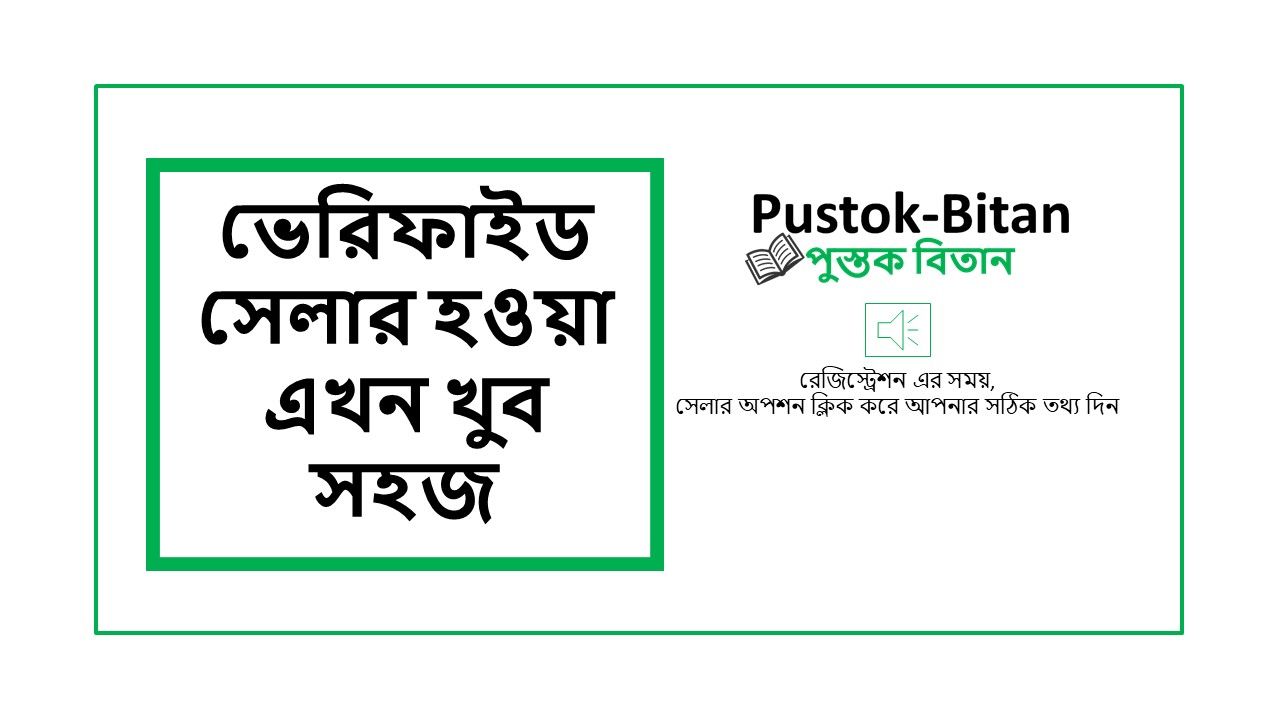 ভেরিফাইড
সেলার হওয়া
এখন খুব
সহজ
Pustok-Bitan
পুস্তক বিতান
রেজিস্ট্রেশন এর সময়,
সেলার অপশন ক্লিক করে আপনার সঠিক তথ্য দিন